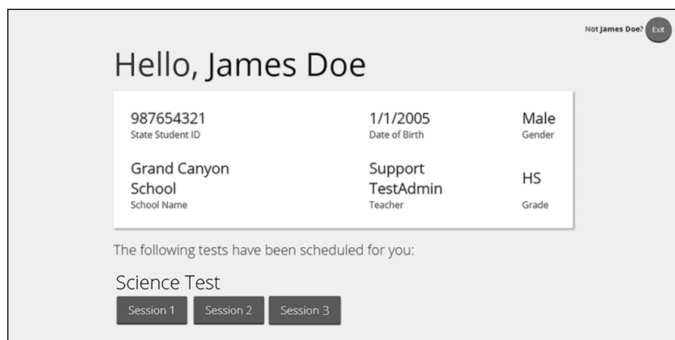 Not James Doe? Exit
Hello, James Doe
987654321 1/1/2005 Male
State Student ID Date of Birth Gender
Grand Canyon School Support TestAdmin HS
School Name Teacher Grade
The following tests have been scheduled for you:
Science Test
Session 1 Session 2 Session 3